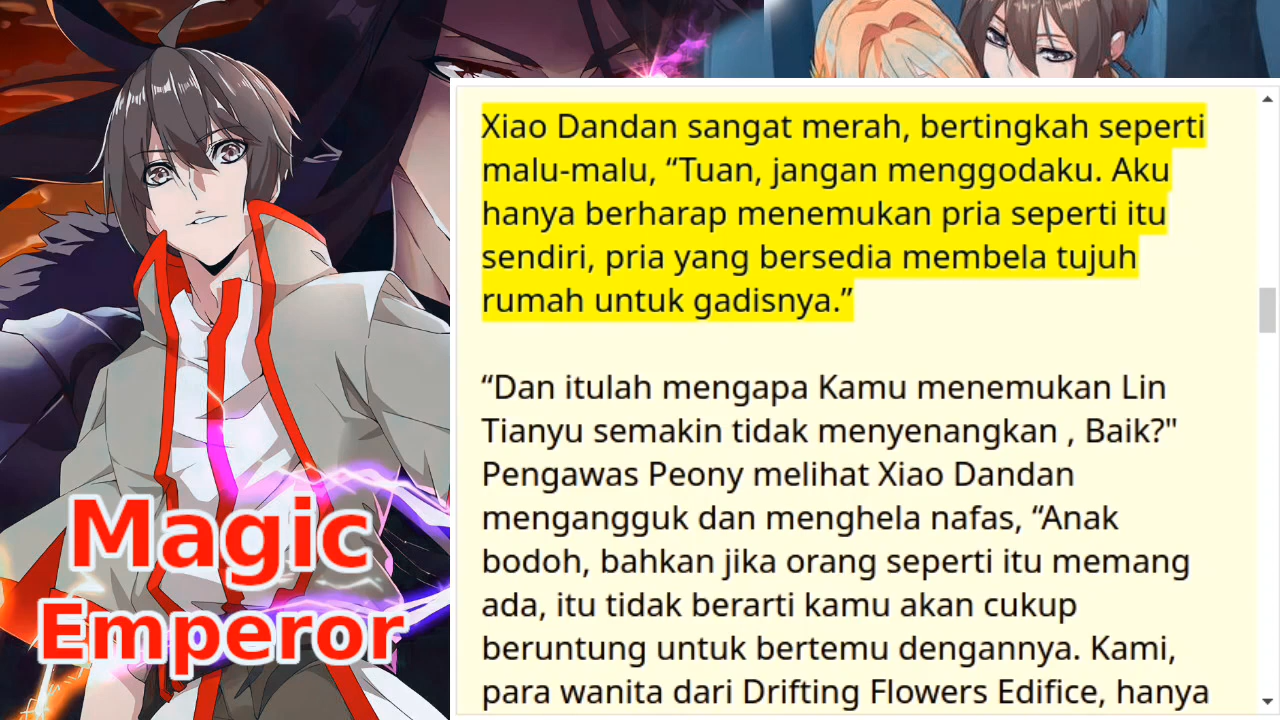 Magic
Emperor
Xiao Dandan sangat merah, bertingkah seperti
malu-malu, “Tuan, jangan menggodaku. Aku
hanya berharap menemukan pria seperti itu
sendiri, pria yang bersedia membela tujuh
rumah untuk gadisnya.”
“Dan itulah mengapa Kamu menemukan Lin
Tianyu semakin tidak menyenangkan , Baik?"
Pengawas Peony melihat Xiao Dandan
mengangguk dan menghela nafas, “Anak
bodoh, bahkan jika orang seperti itu memang
ada, itu tidak berarti kamu akan cukup
beruntung untuk bertemu dengannya. Kami,
para wanita dari Drifting Flowers Edifice, hanya